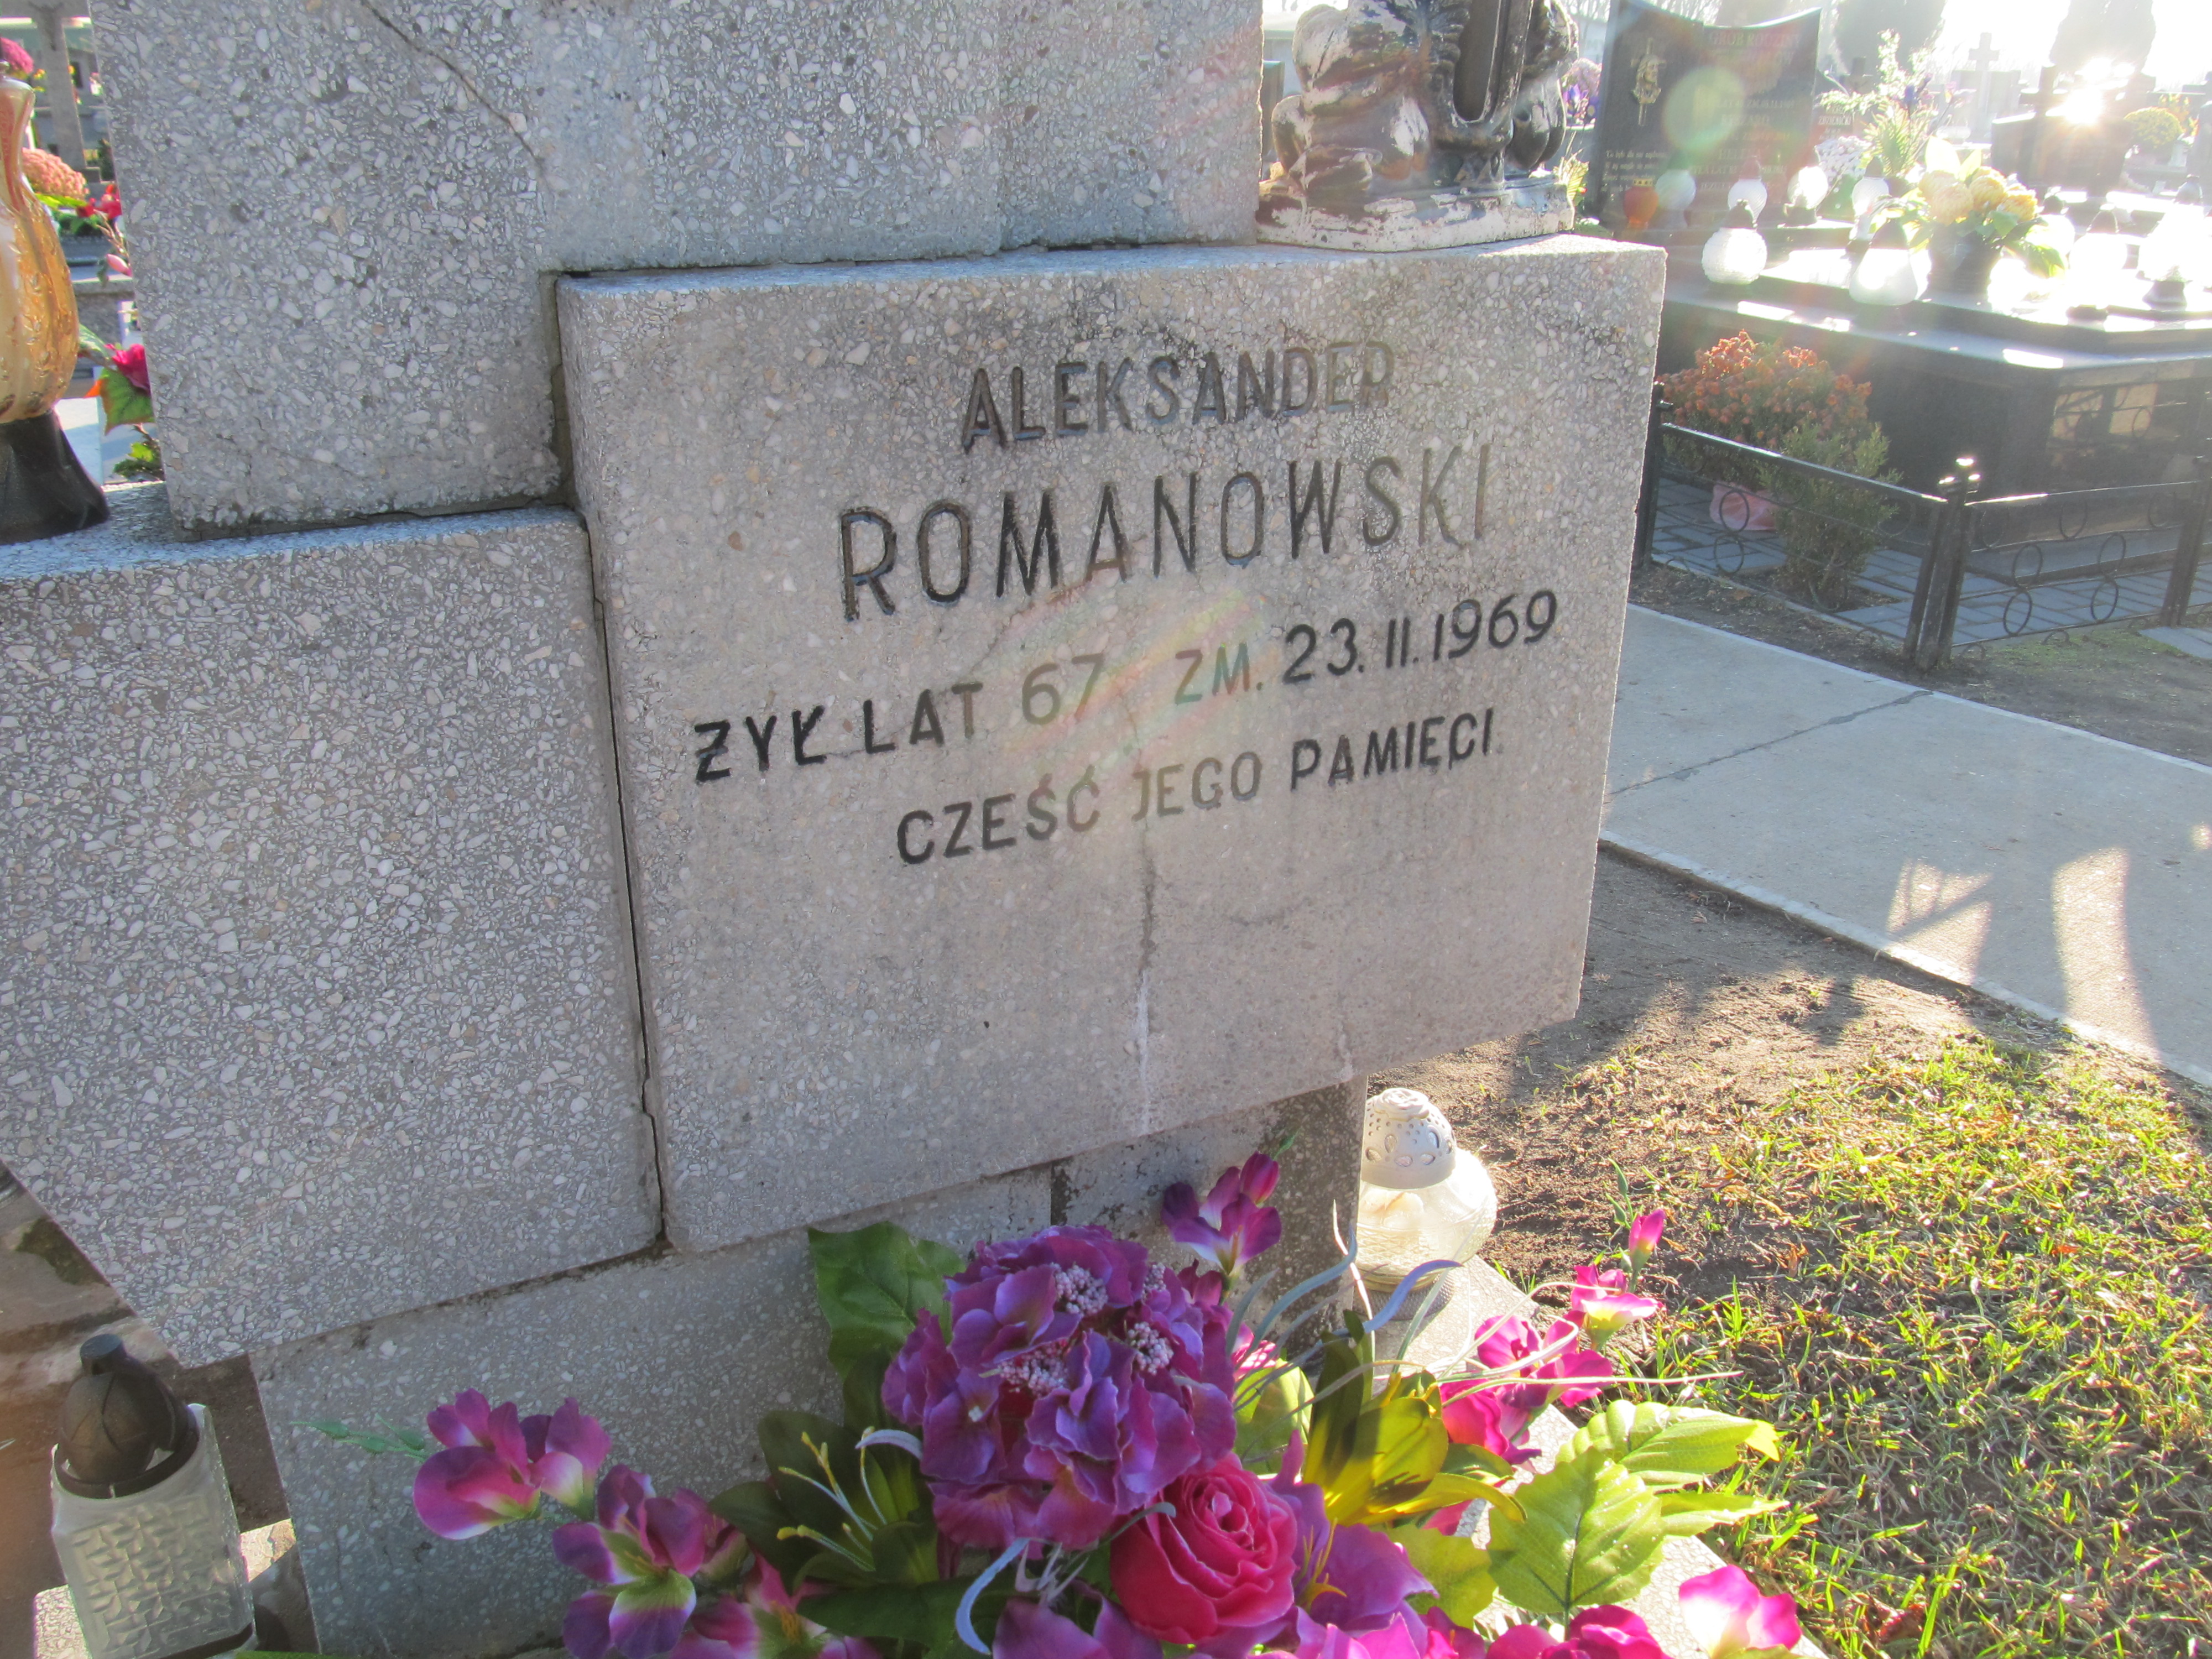 ALEKSANDER
ROMANOWSKI
ŻYŁ LAT 67 ZM. 23.II.1969
CZEŚĆ JEGO PAMIĘCI.